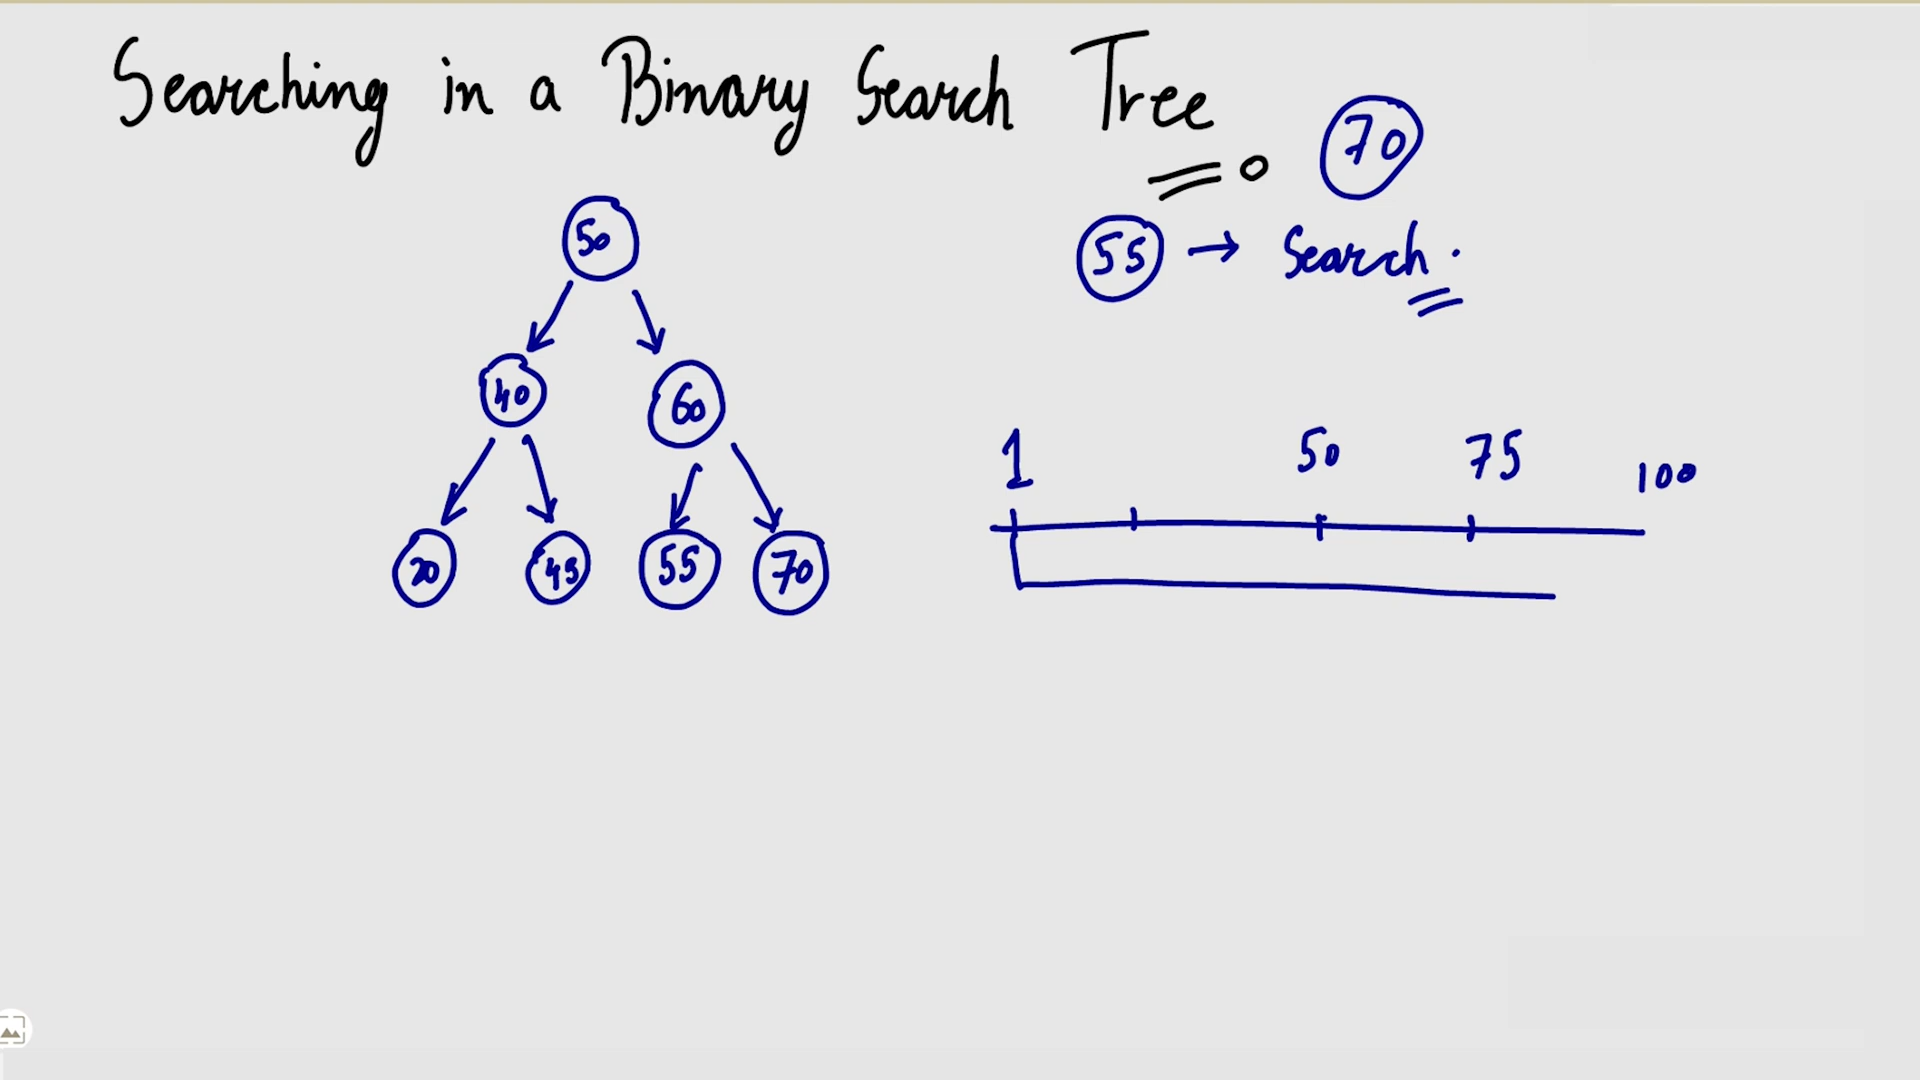 Searching in a Binary Search Tree
70
55 → Search.
50
40 60
20 45 55 70
1 50 75 100